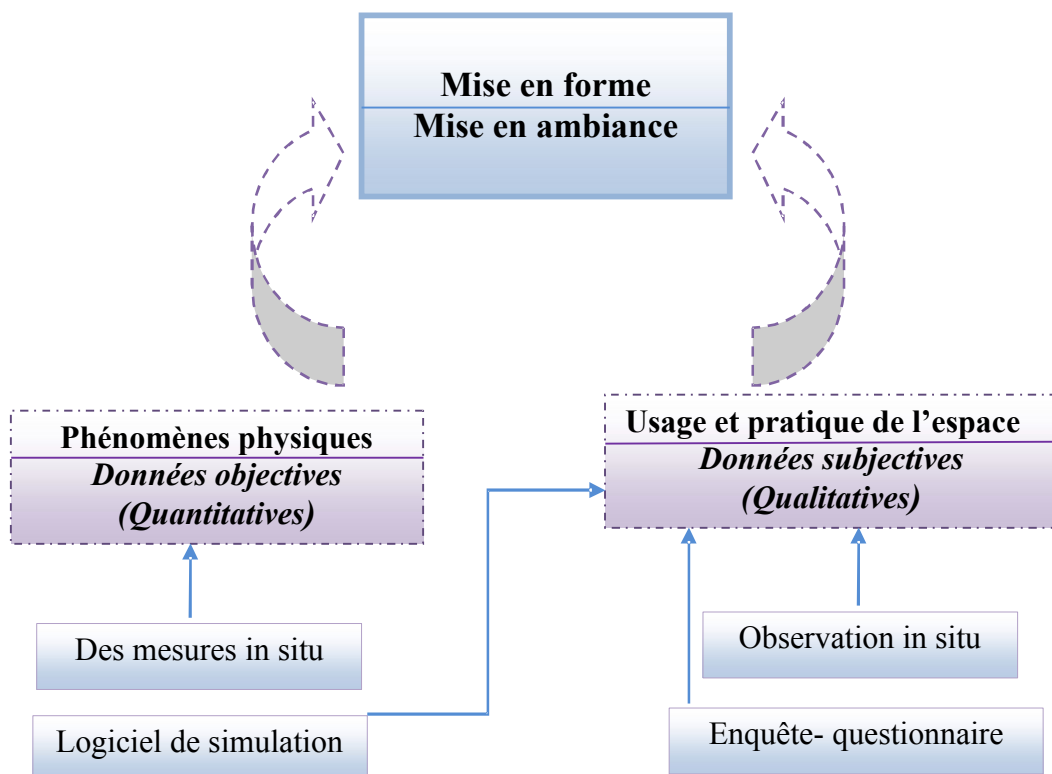 Mise en forme
Mise en ambiance
Phénomènes physiques
Données objectives
(Quantitatives)
Usage et pratique de l’espace
Données subjectives
(Qualitatives)
Des mesures in situ
Observation in situ
Logiciel de simulation
Enquête- questionnaire